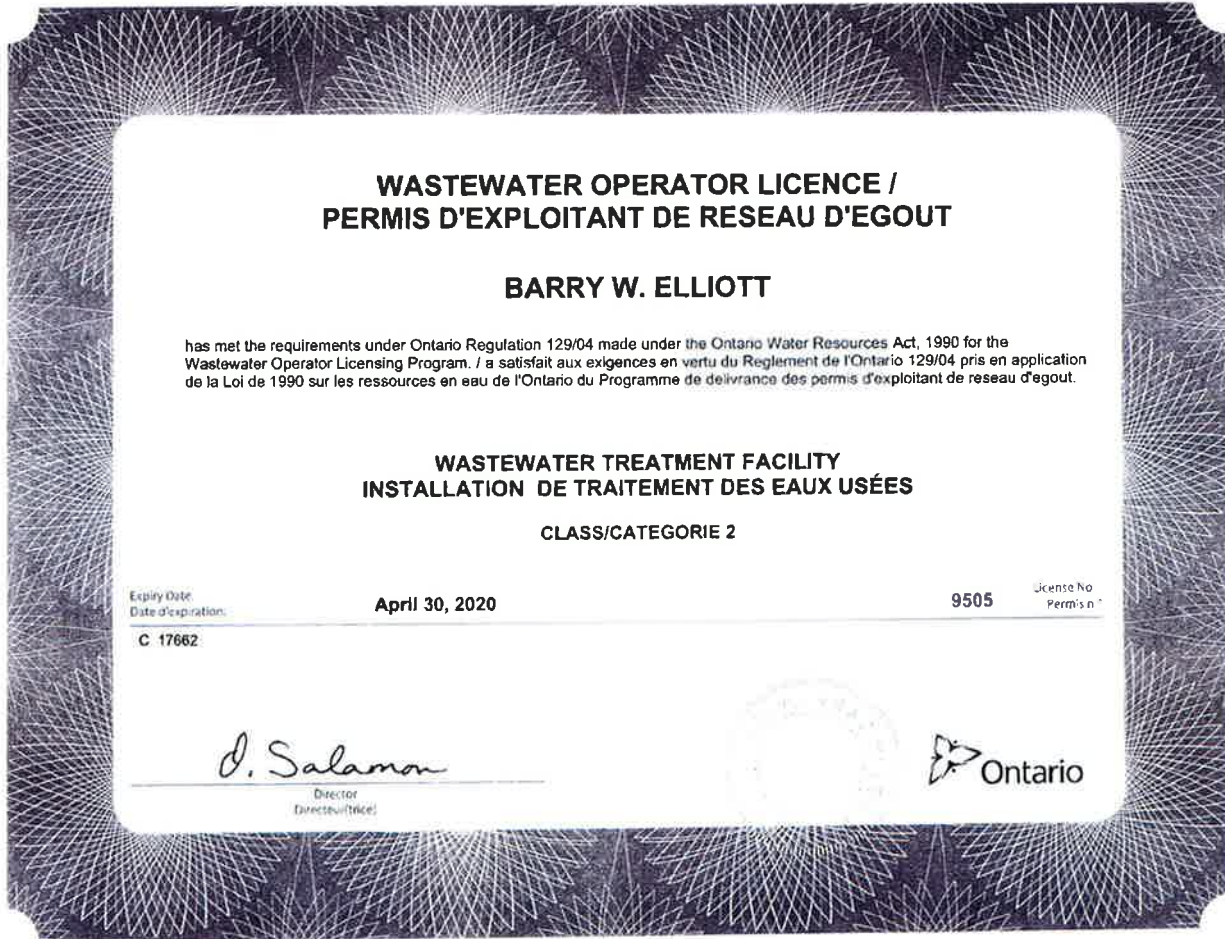 WASTEWATER OPERATOR LICENCE /
PERMIS D'EXPLOITANT DE RESEAU D'EGOUT
BARRY W. ELLIOTT
has met the requirements under Ontario Regulation 129/04 made under the Ontario Water Resources Act, 1990 for the
Wastewater Operator Licensing Program. / a satisfait aux exigences en vertu du Reglement de l'Ontario 129/04 pris en application
de la Loi de 1990 sur les ressources en eau de l'Ontario du Programme de delivrance des permis d'exploitant de reseau d'egout.
WASTEWATER TREATMENT FACILITY
INSTALLATION DE TRAITEMENT DES EAUX USÉES
CLASS/CATEGORIE 2
Expiry Date:
Date d'expiration:
April 30, 2020
9505
License No
Permis n°
C 17662
D. Salamon
Director
Directeur(trice)
Ontario